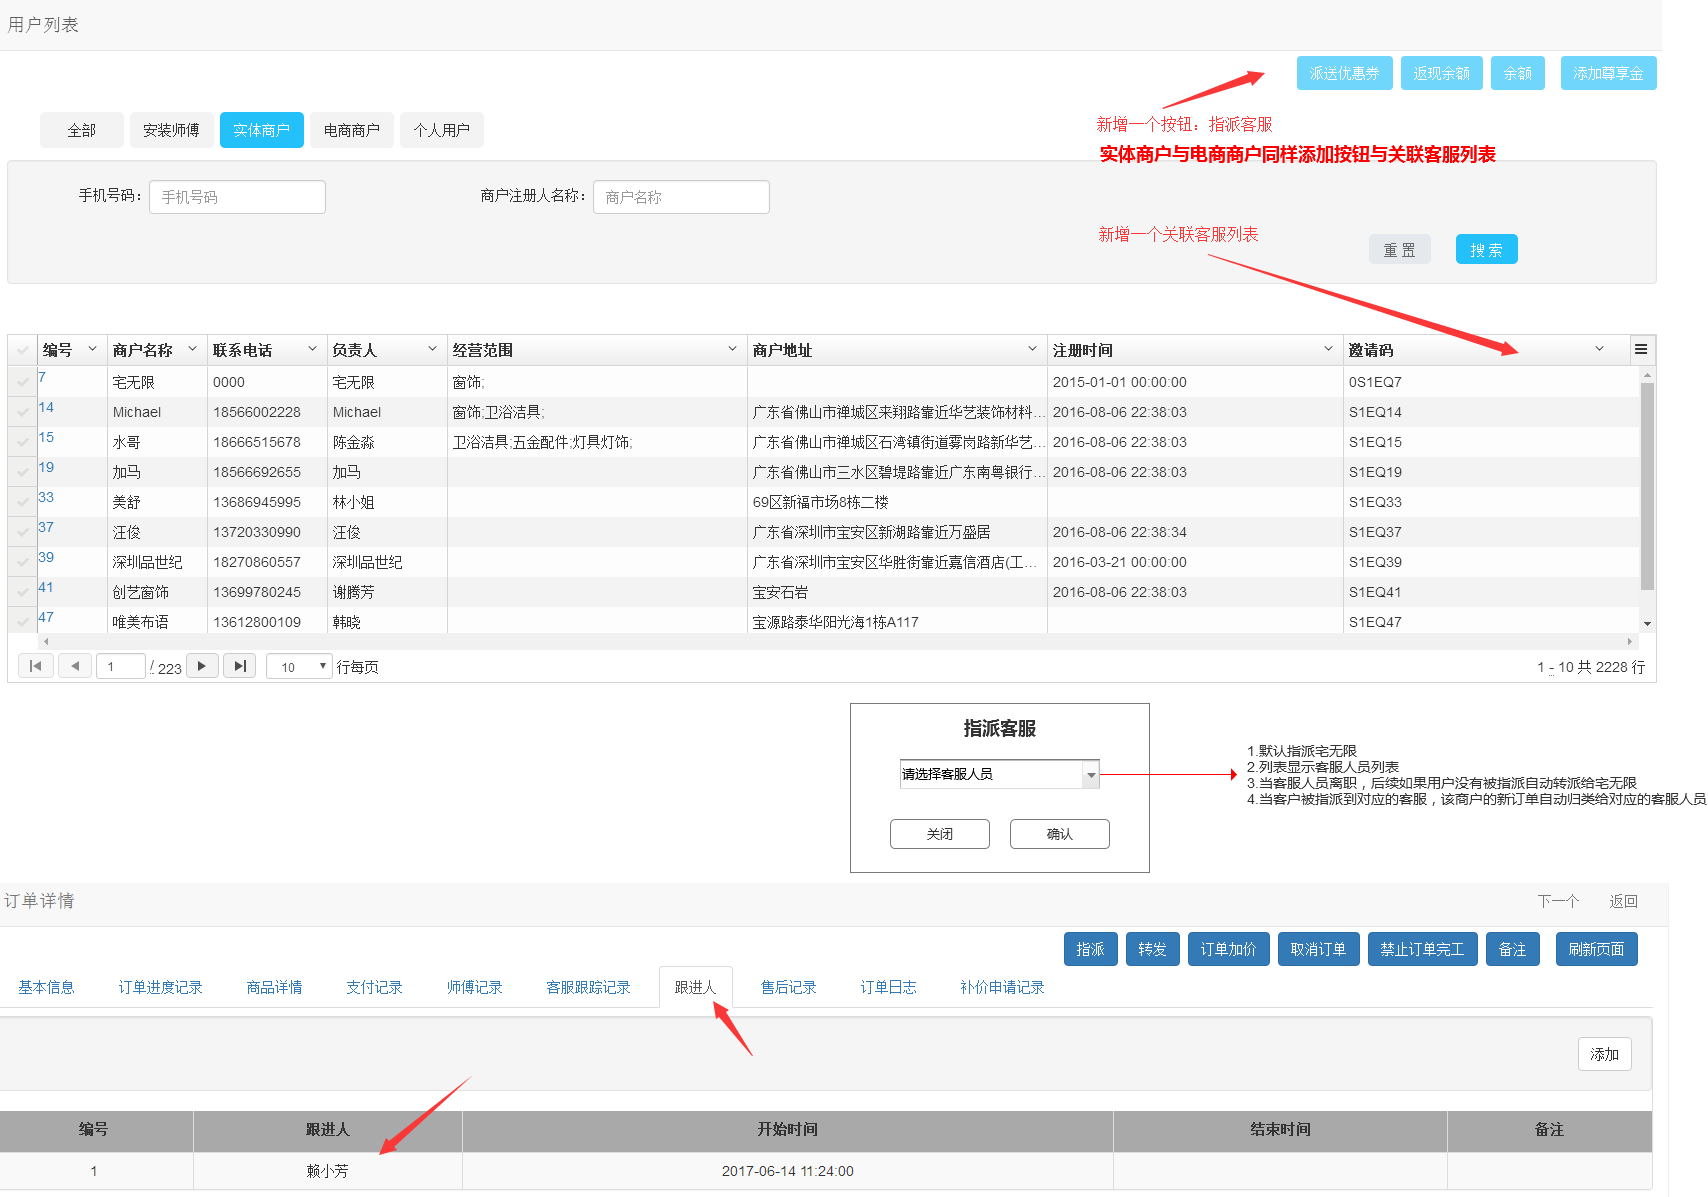 用户列表
派送优惠券 返现余额 余额 添加尊享金
新增一个按钮：指派客服
全部 安装师傅 实体商户 电商商户 个人用户
实体商户与电商商户同样添加按钮与关联客服列表
手机号码： 手机号码 商户注册人名称： 商户名称
新增一个关联客服列表
重 置 搜 索
编号 商户名称 联系电话 负责人 经营范围 商户地址 注册时间 邀请码
7 宅无限 0000 宅无限 窗饰; 2015-01-01 00:00:00 0S1EQ7
14 Michael 18566002228 Michael 窗饰;卫浴洁具; 广东省佛山市禅城区来翔路靠近华艺装饰材料... 2016-08-06 22:38:03 S1EQ14
15 水哥 18666515678 陈金淼 卫浴洁具;五金配件;灯具灯饰; 广东省佛山市禅城区石湾镇街道雾岗路新华艺... 2016-08-06 22:38:03 S1EQ15
19 加马 18566692655 加马 广东省佛山市三水区碧堤路靠近广东南粤银行... 2016-08-06 22:38:03 S1EQ19
33 美舒 13686945995 林小姐 69区新福市场8栋二楼 S1EQ33
37 汪俊 13720330990 汪俊 广东省深圳市宝安区新湖路靠近万盛居 2016-08-06 22:38:34 S1EQ37
39 深圳品世纪 18270860557 深圳品世纪 广东省深圳市宝安区华胜街靠近嘉信酒店(工... 2016-03-21 00:00:00 S1EQ39
41 创艺窗饰 13699780245 谢腾芳 宝安石岩 2016-08-06 22:38:03 S1EQ41
47 唯美布语 13612800109 韩晓 宝源路泰华阳光海1栋A117 S1EQ47
1 / 223 10 行每页 1 - 10 共 2228 行
指派客服
请选择客服人员
关闭 确认
1.默认指派宅无限
2.列表显示客服人员列表
3.当客服人员离职，后续如果用户没有被指派自动转派给宅无限
4.当客户被指派到对应的客服，该商户的新订单自动归类给对应的客服人员
订单详情 下一个 返回
指派 转发 订单加价 取消订单 禁止订单完工 备注 刷新页面
基本信息 订单进度记录 商品详情 支付记录 师傅记录 客服跟踪记录 跟进人 售后记录 订单日志 补价申请记录
添加
编号 跟进人 开始时间 结束时间 备注
1 赖小芳 2017-06-14 11:24:00